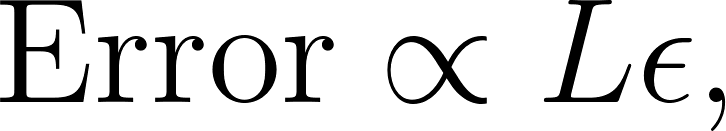 Error ∝ Lϵ,